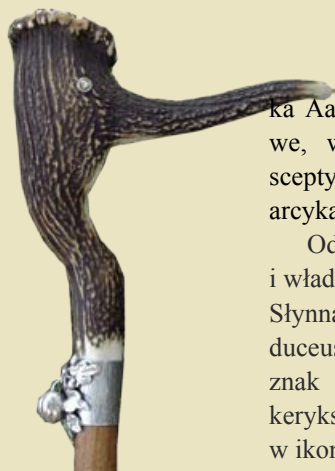 ka Aa
we, w
scepty
arcyka
Od
i wład
Słynna
duceus
znak
keryks
w ikon